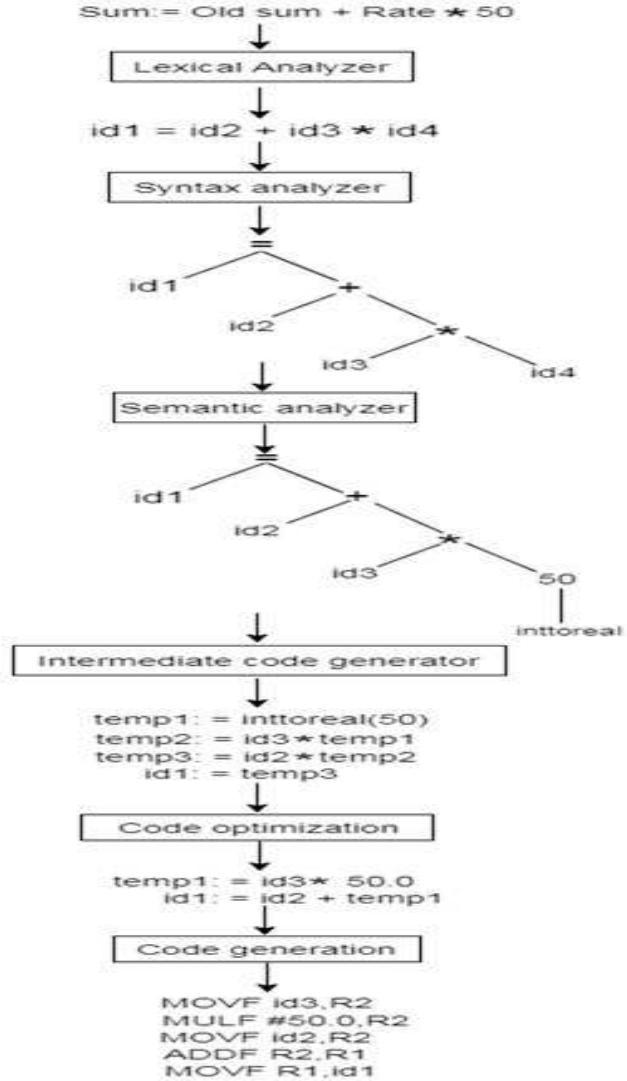 Sum:= Old sum + Rate * 50
Lexical Analyzer
id1 = id2 + id3 * id4
Syntax analyzer
=
id1 +
id2 *
id3 id4
Semantic analyzer
=
id1 +
id2 *
id3 50
inttoreal
Intermediate code generator
temp1: = inttoreal(50)
temp2: = id3*temp1
temp3: = id2*temp2
id1: = temp3
Code optimization
temp1: = id3* 50.0
id1: = id2 + temp1
Code generation
MOVF id3,R2
MULF #50.0,R2
MOVF id2,R2
ADDF R2,R1
MOVF R1,id1